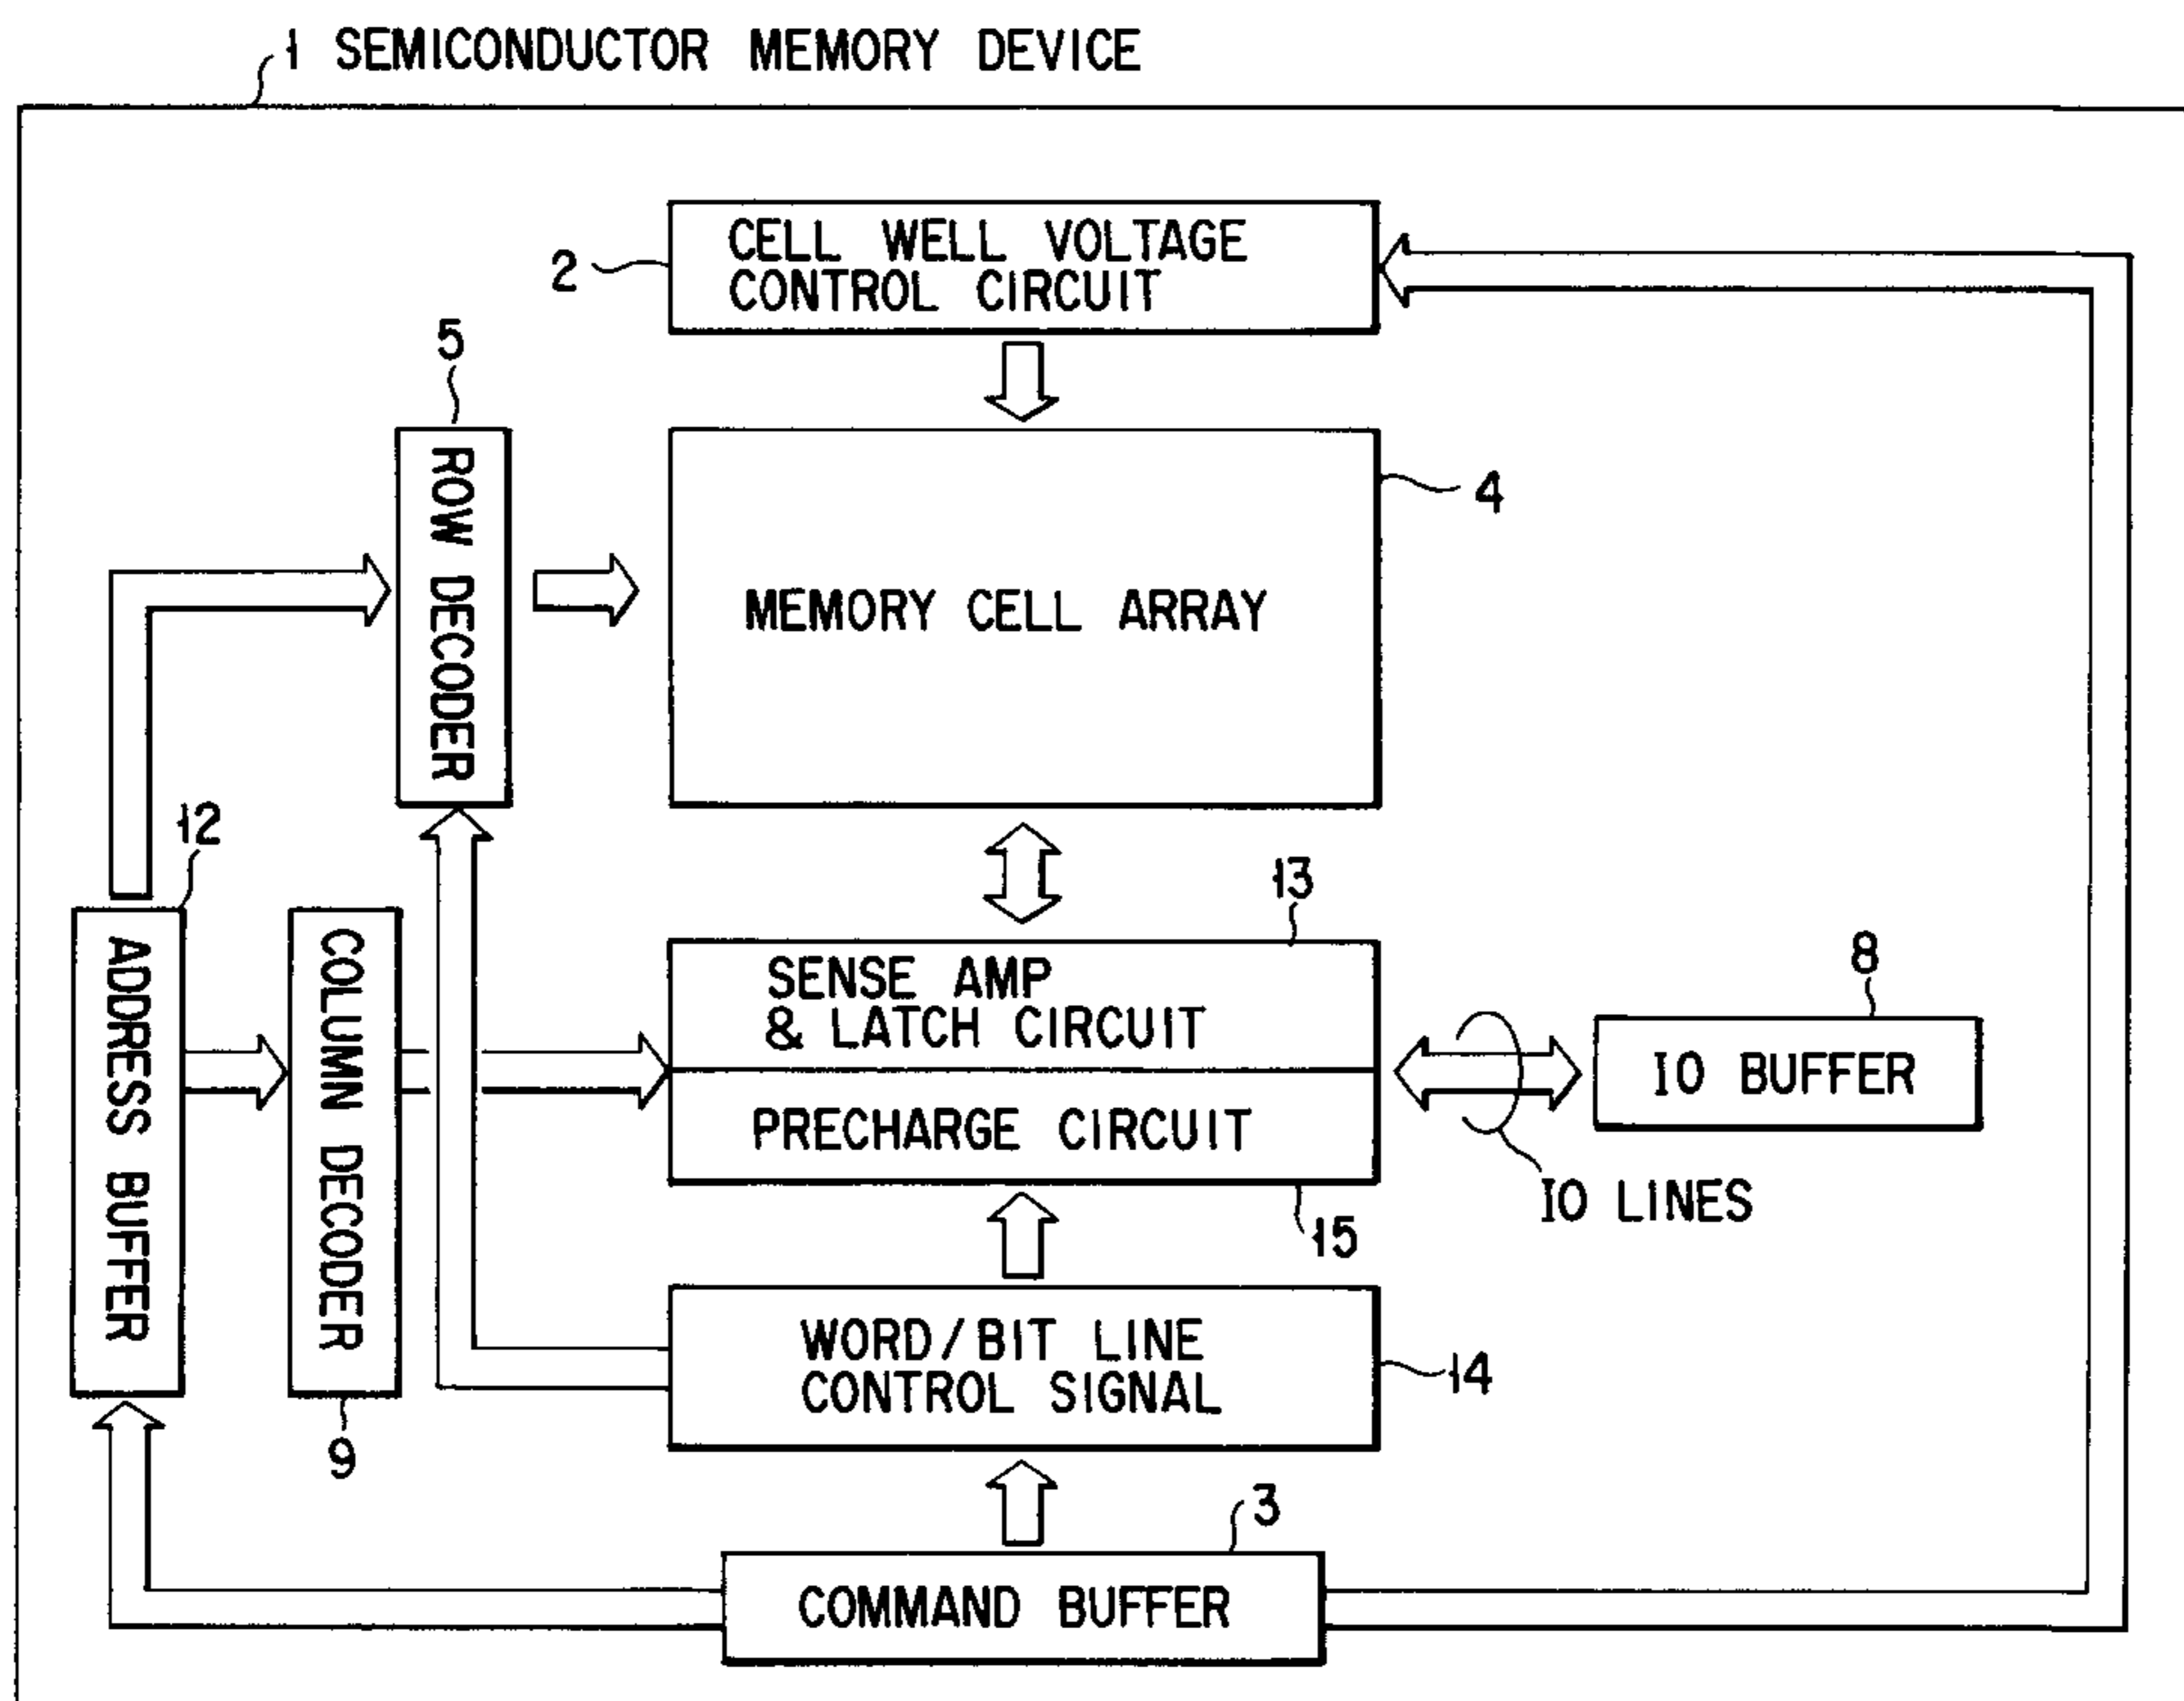 1 SEMICONDUCTOR MEMORY DEVICE
2
CELL WELL VOLTAGE
CONTROL CIRCUIT
5
ROW DECODER
4
MEMORY CELL ARRAY
12
ADDRESS BUFFER
COLUMN DECODER
9
13
SENSE AMP
& LATCH CIRCUIT
PRECHARGE CIRCUIT
15
8
IO BUFFER
IO LINES
WORD/BIT LINE
CONTROL SIGNAL
14
3
COMMAND BUFFER